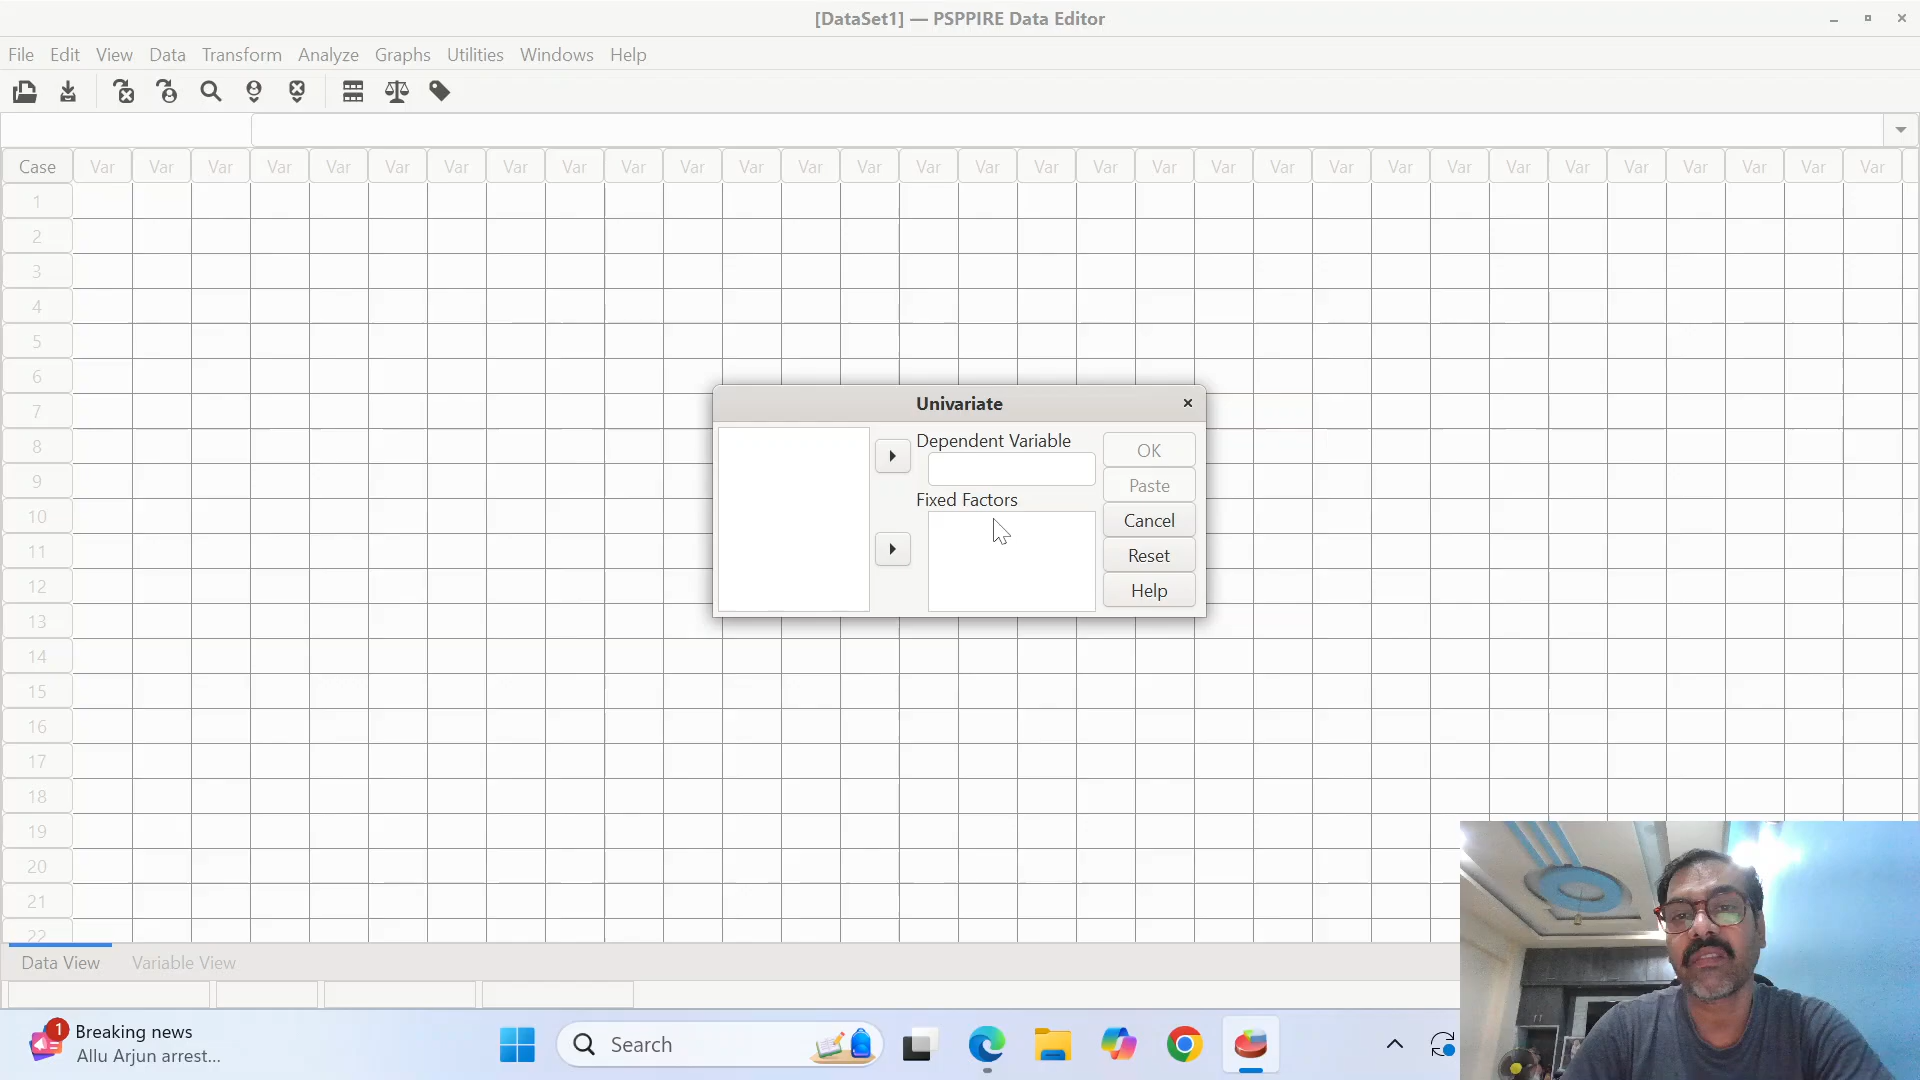 [DataSet1] — PSPPIRE Data Editor
File Edit View Data Transform Analyze Graphs Utilities Windows Help
Case Var Var Var Var Var Var Var Var Var Var Var Var Var Var Var Var Var Var Var Var Var Var Var Var Var Var Var Var Var Var Var
1
2
3
4
5
6
7
8
9
10
11
12
13
14
15
16
17
18
19
20
21
22
Univariate
Dependent Variable
Fixed Factors
OK
Paste
Cancel
Reset
Help
Data View Variable View
1
Breaking news
Allu Arjun arrest...
Search